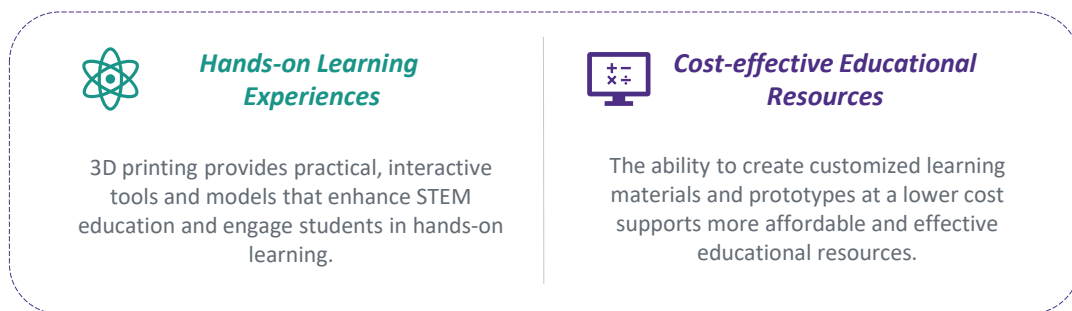 Hands-on Learning
Experiences
3D printing provides practical, interactive
tools and models that enhance STEM
education and engage students in hands-on
learning.
+ −
× ÷
Cost-effective Educational
Resources
The ability to create customized learning
materials and prototypes at a lower cost
supports more affordable and effective
educational resources.